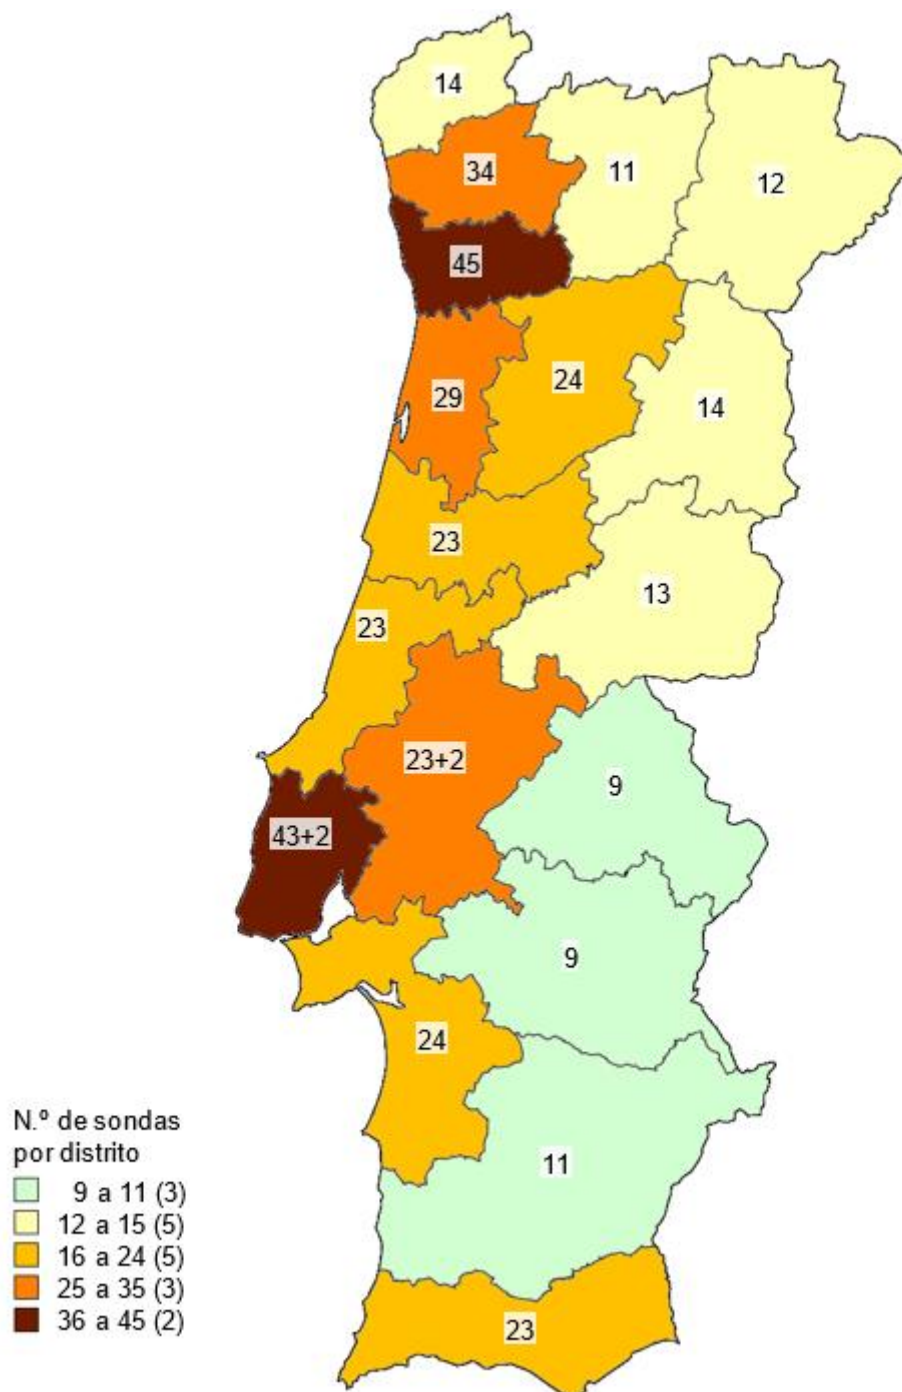 14
34
11
12
45
29
24
14
23
13
23
23+2
9
43+2
9
24
11
23
N.º de sondas
por distrito
9 a 11 (3)
12 a 15 (5)
16 a 24 (5)
25 a 35 (3)
36 a 45 (2)